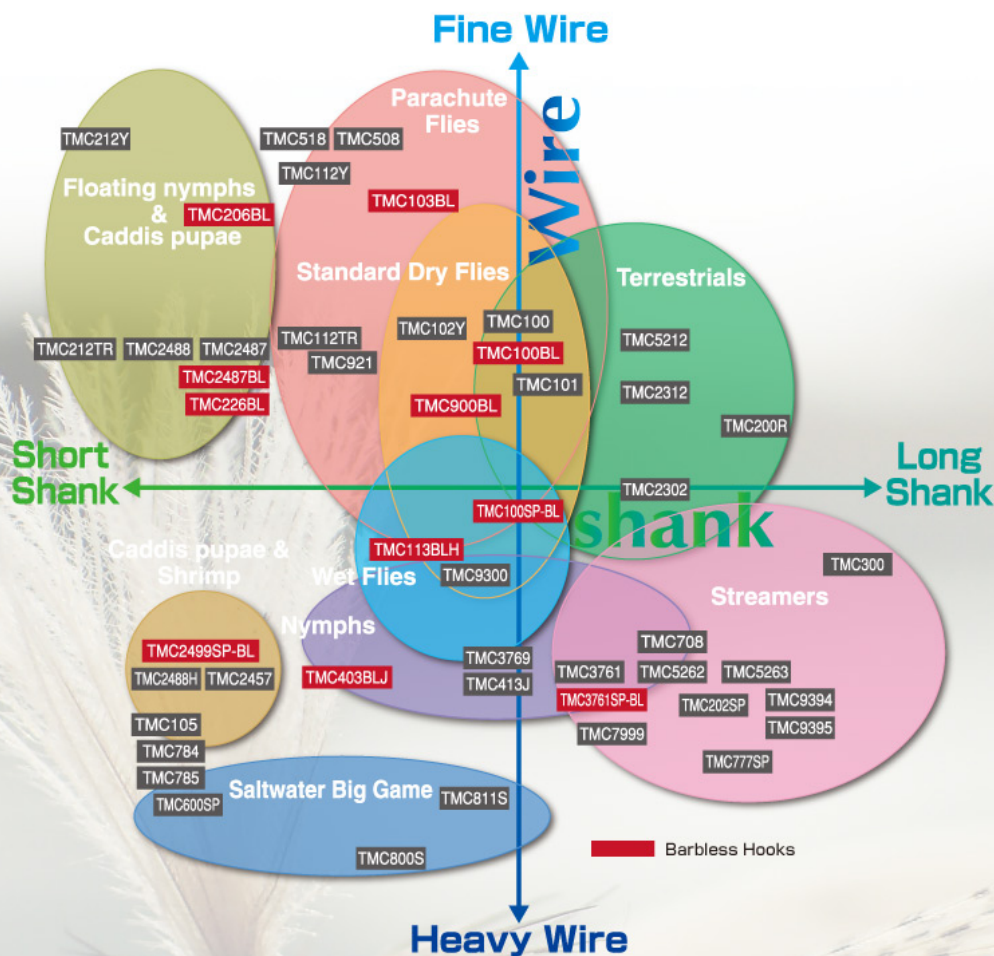 Fine Wire
Wire
Parachute
Flies
TMC212Y
TMC518
TMC508
TMC112Y
Floating nymphs
&
Caddis pupae
TMC206BL
TMC103BL
Standard Dry Flies
Terrestrials
TMC212TR
TMC2488
TMC2487
TMC2487BL
TMC226BL
TMC112TR
TMC921
TMC102Y
TMC100
TMC100BL
TMC101
TMC900BL
TMC5212
TMC2312
TMC200R
Short
Shank
Long
Shank
TMC2302
shank
TMC100SP-BL
TMC113BLH
Wet Flies
TMC9300
Caddis pupae &
Shrimp
TMC300
Streamers
Nymphs
TMC2499SP-BL
TMC2488H
TMC2457
TMC403BLJ
TMC3769
TMC413J
TMC708
TMC3761
TMC5262
TMC5263
TMC3761SP-BL
TMC202SP
TMC9394
TMC9395
TMC7999
TMC777SP
TMC105
TMC784
TMC785
TMC600SP
Saltwater Big Game
TMC811S
TMC800S
Barbless Hooks
Heavy Wire